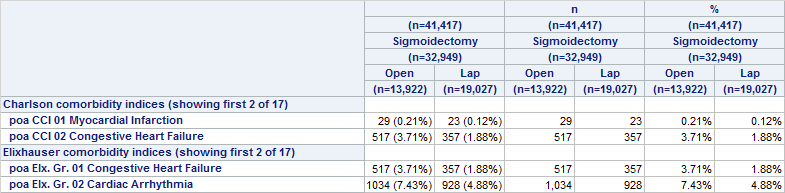 n %
(n=41,417) (n=41,417) (n=41,417)
Sigmoidectomy Sigmoidectomy Sigmoidectomy
(n=32,949) (n=32,949) (n=32,949)
Open Lap Open Lap Open Lap
(n=13,922) (n=19,027) (n=13,922) (n=19,027) (n=13,922) (n=19,027)
Charlson comorbidity indices (showing first 2 of 17)
poa CCI 01 Myocardial Infarction 29 (0.21%) 23 (0.12%) 29 23 0.21% 0.12%
poa CCI 02 Congestive Heart Failure 517 (3.71%) 357 (1.88%) 517 357 3.71% 1.88%
Elixhauser comorbidity indices (showing first 2 of 17)
poa Elx. Gr. 01 Congestive Heart Failure 517 (3.71%) 357 (1.88%) 517 357 3.71% 1.88%
poa Elx. Gr. 02 Cardiac Arrhythmia 1034 (7.43%) 928 (4.88%) 1,034 928 7.43% 4.88%